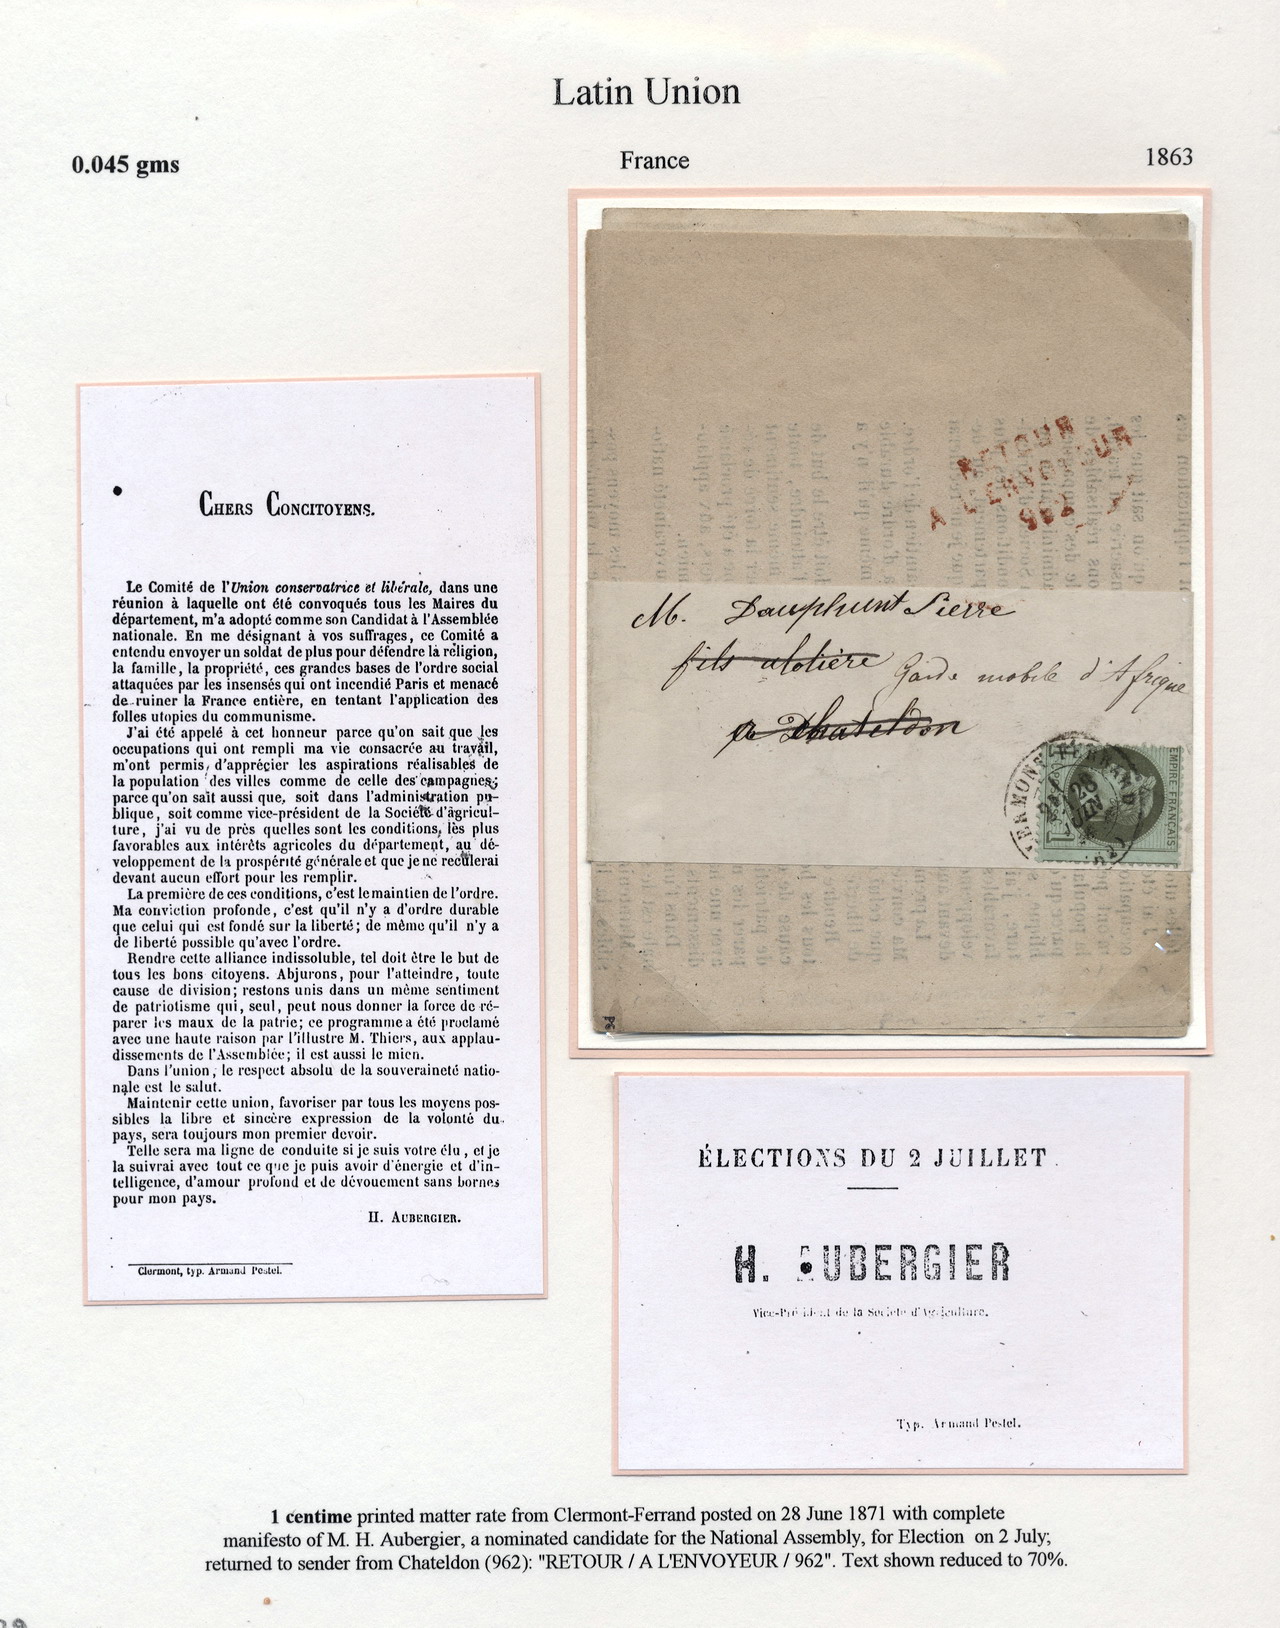 Latin Union
0.045 gms
France
1863
CHERS CONCITOYENS.
Le Comité de l'Union conservatrice et libérale, dans une
réunion à laquelle ont été convoqués tous les Maires du
département, m'a adopté comme son Candidat à l'Assemblée
nationale. En me désignant à vos suffrages, ce Comité a
entendu envoyer un soldat de plus pour défendre la religion,
la famille, la propriété, ces grandes bases de l'ordre social
attaquées par les insensés qui ont incendié Paris et menacé
de ruiner la France entière, en tentant l'application des
folles utopies du communisme.
J'ai été appelé à cet honneur parce qu'on sait que les
occupations qui ont rempli ma vie consacrée au travail,
m'ont permis d'apprécier les aspirations réalisables de
la population des villes comme de celle des campagnes;
parce qu'on sait aussi que, soit dans l'administration pu-
blique, soit comme vice-président de la Société d'agricul-
ture, j'ai vu de près quelles sont les conditions, les plus
favorables aux intérêts agricoles du département, au dé-
veloppement de la prospérité générale et que je ne reculerai
devant aucun effort pour les remplir.
La première de ces conditions, c'est le maintien de l'ordre.
Ma conviction profonde, c'est qu'il n'y a d'ordre durable
que celui qui est fondé sur la liberté; de même qu'il n'y a
de liberté possible qu'avec l'ordre.
Rendre cette alliance indissoluble, tel doit être le but de
tous les bons citoyens. Abjurons, pour l'atteindre, toute
cause de division; restons unis dans un même sentiment
de patriotisme qui, seul, peut nous donner la force de ré-
parer les maux de la patrie; ce programme a été proclamé
avec une haute raison par l'illustre M. Thiers, aux applau-
dissements de l'Assemblée; il est aussi le mien.
Dans l'union, le respect absolu de la souveraineté natio-
nale est le salut.
Maintenir cette union, favoriser par tous les moyens pos-
sibles la libre et sincère expression de la volonté du
pays, sera toujours mon premier devoir.
Telle sera ma ligne de conduite si je suis votre élu, et je
la suivrai avec tout ce que je puis avoir d'énergie et d'in-
telligence, d'amour profond et de dévouement sans bornes
pour mon pays.
H. AUBERGIER.
Clermont, typ. Armand Pestel.
RETOUR
A L'ENVOYEUR
962
M. Dauphant Pierre
fils
Garde mobile d'Afrique
a Chateldon
CLERMONT-FERRAND
28
JUIN
(62)
EMPIRE FRANÇAIS
1
ÉLECTIONS DU 2 JUILLET.
H. AUBERGIER
Vice-Président de la Société d'Agriculture.
Typ. Armand Pestel.
1 centime printed matter rate from Clermont-Ferrand posted on 28 June 1871 with complete
manifesto of M. H. Aubergier, a nominated candidate for the National Assembly, for Election on 2 July;
returned to sender from Chateldon (962): "RETOUR / A L'ENVOYEUR / 962". Text shown reduced to 70%.